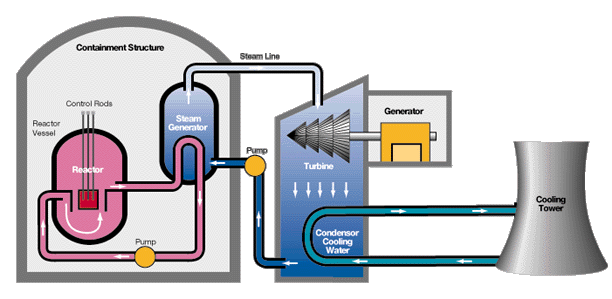 Containment Structure
Steam Line
Control Rods
Reactor
Vessel
Steam
Generator
Generator
Reactor
Pump
Turbine
Cooling
Tower
Condensor
Cooling
Water
Pump